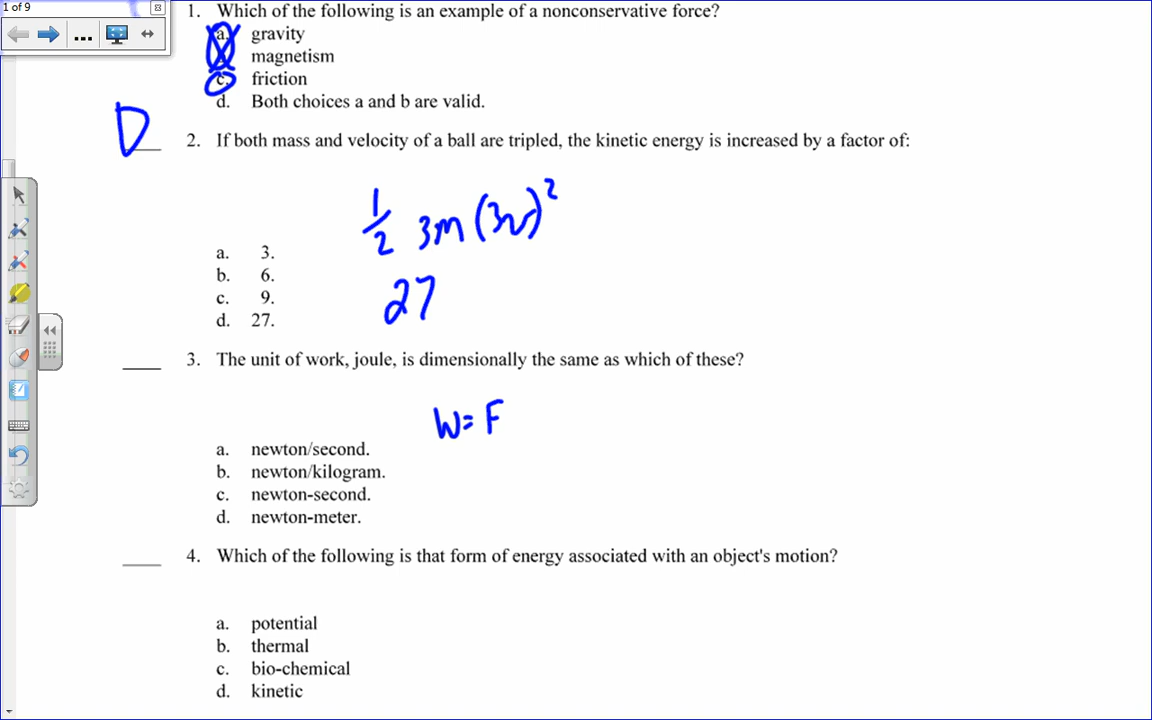 1 of 9
1. Which of the following is an example of a nonconservative force?
a. gravity
magnetism
c. friction
d. Both choices a and b are valid.
D
2. If both mass and velocity of a ball are tripled, the kinetic energy is increased by a factor of:
1/2 3m (3v)²
a. 3.
b. 6.
c. 9.
d. 27.
27
3. The unit of work, joule, is dimensionally the same as which of these?
W= F
a. newton/second.
b. newton/kilogram.
c. newton-second.
d. newton-meter.
4. Which of the following is that form of energy associated with an object's motion?
a. potential
b. thermal
c. bio-chemical
d. kinetic